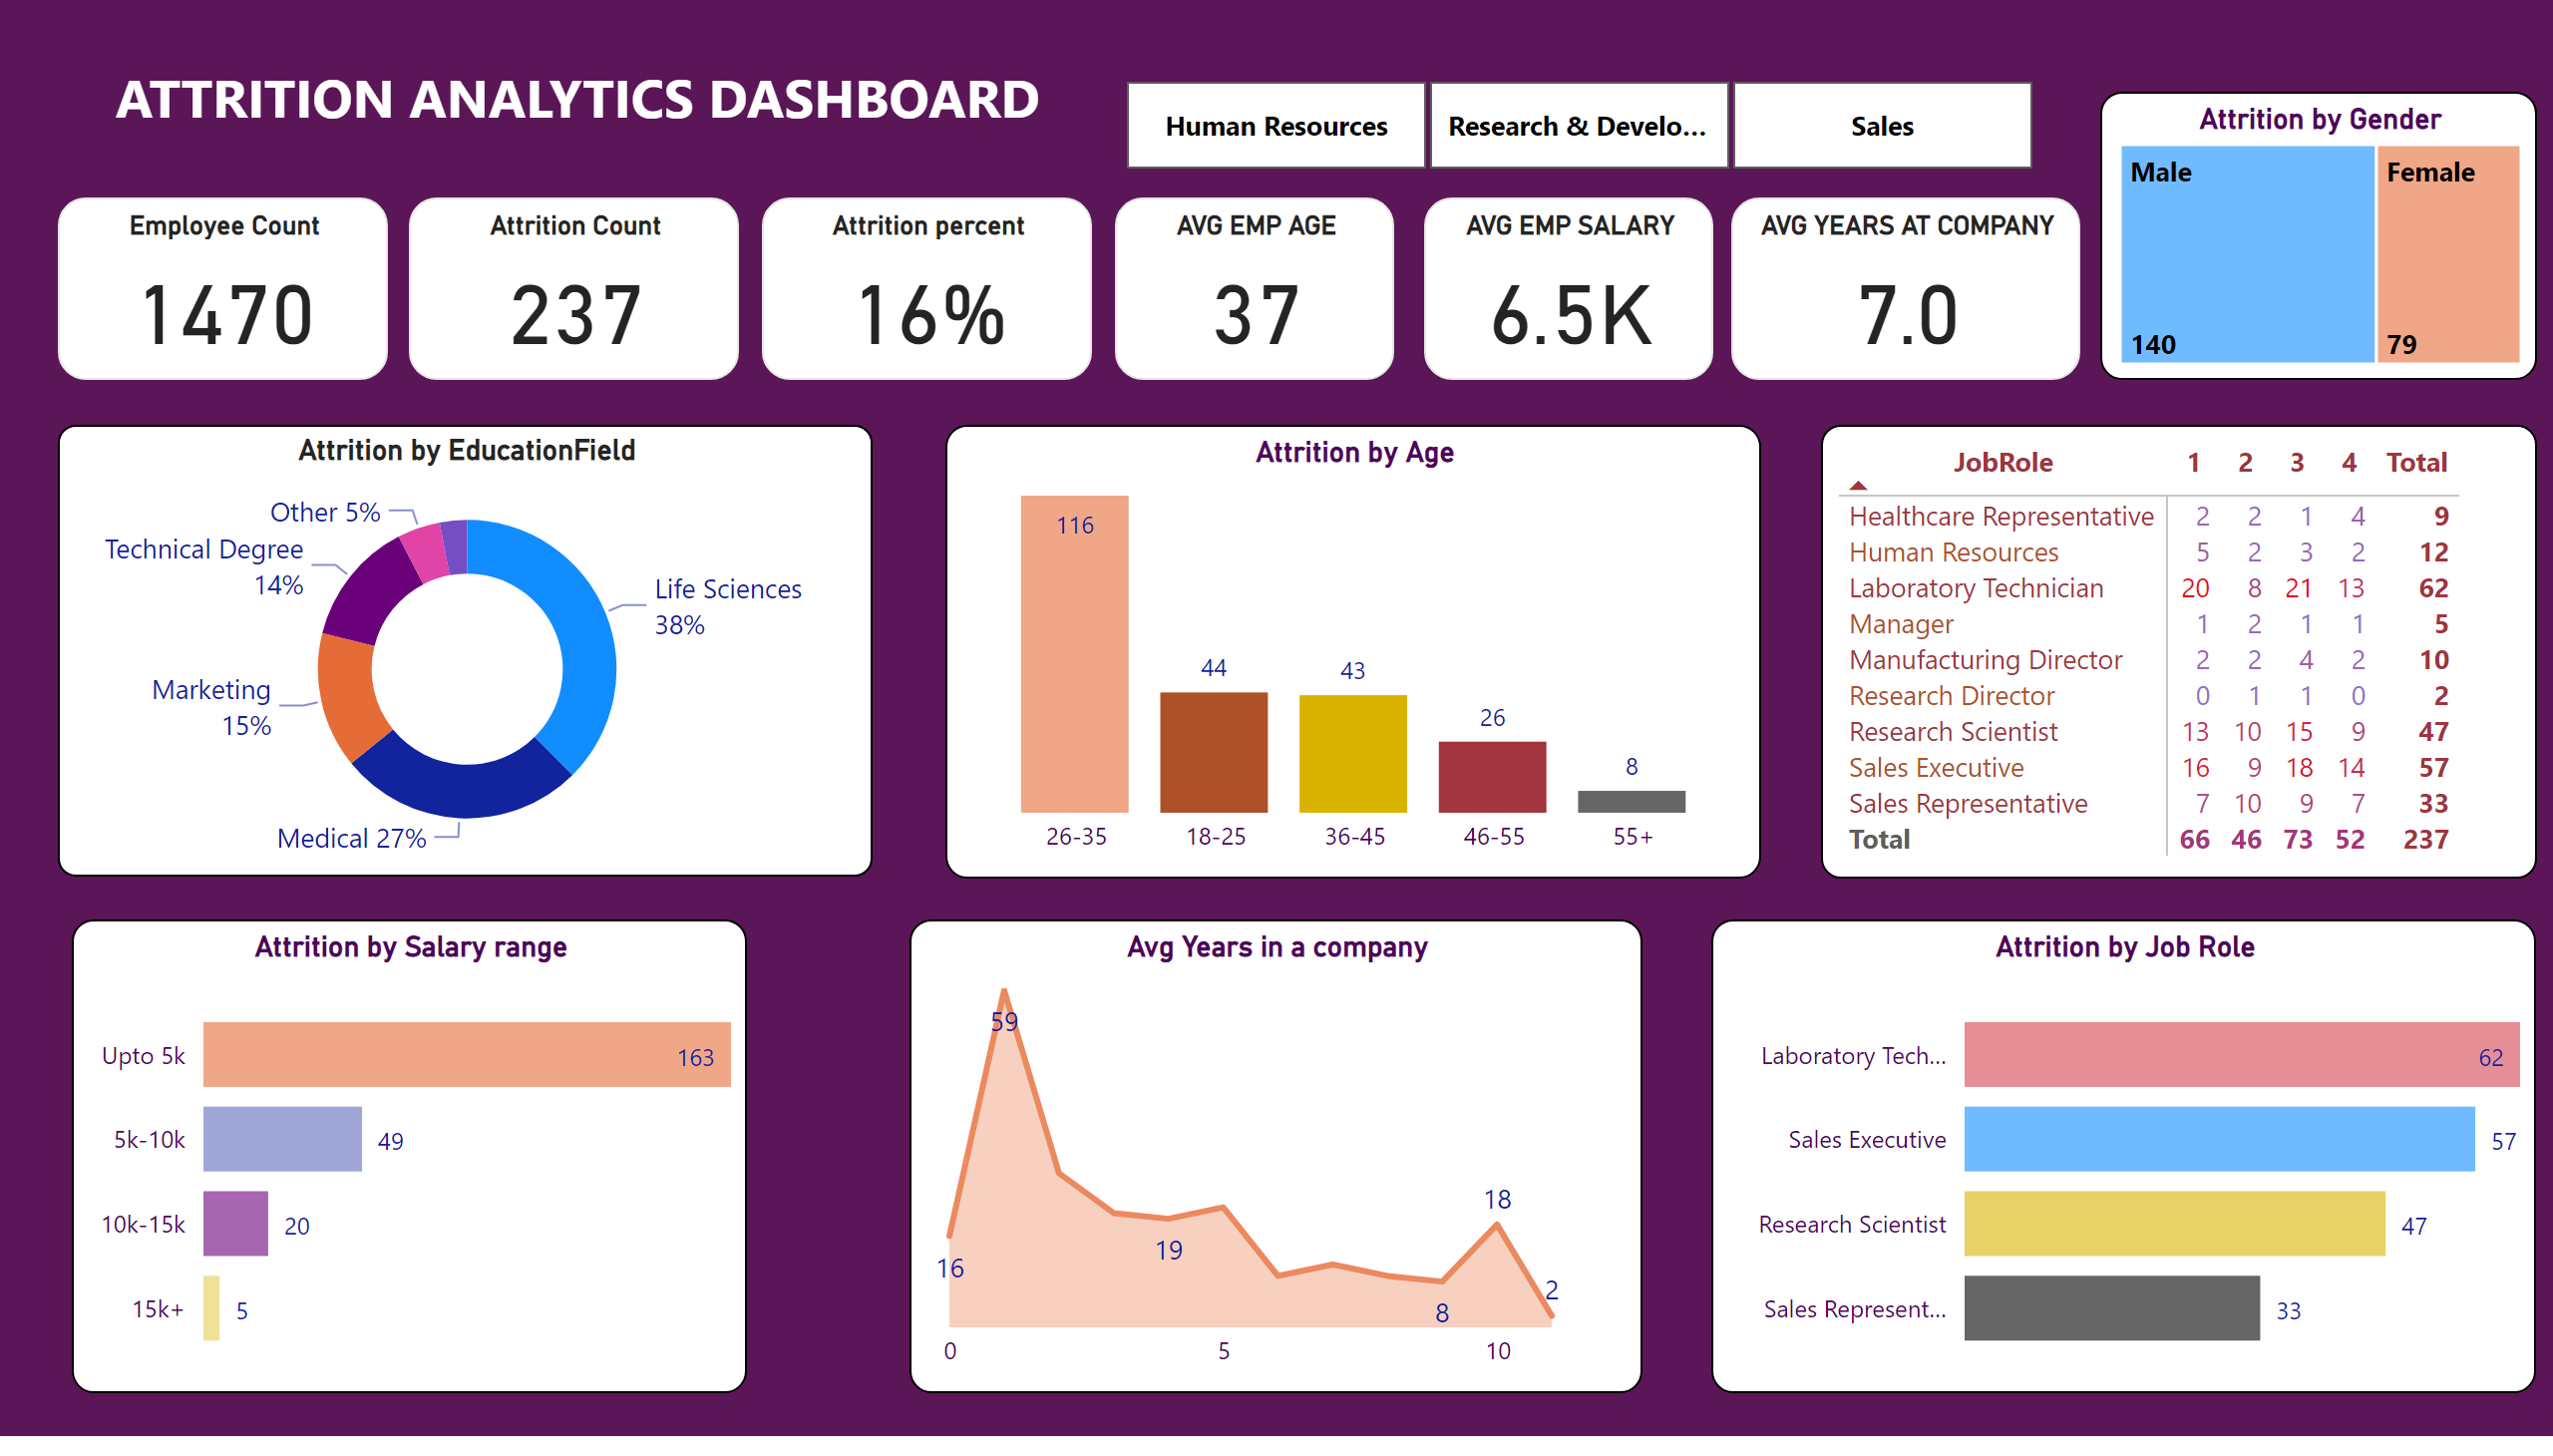 ATTRITION ANALYTICS DASHBOARD
Human Resources
Research & Develo...
Sales
Employee Count
1470
Attrition Count
237
Attrition percent
16%
AVG EMP AGE
37
AVG EMP SALARY
6.5K
AVG YEARS AT COMPANY
7.0
Attrition by Gender
Male
140
Female
79
Attrition by EducationField
Other 5%
Technical Degree
14%
Life Sciences
38%
Marketing
15%
Medical 27%
Attrition by Age
116
44
43
26
8
26-35
18-25
36-45
46-55
55+
JobRole 1 2 3 4 Total
Healthcare Representative 2 2 1 4 9
Human Resources 5 2 3 2 12
Laboratory Technician 20 8 21 13 62
Manager 1 2 1 1 5
Manufacturing Director 2 2 4 2 10
Research Director 0 1 1 0 2
Research Scientist 13 10 15 9 47
Sales Executive 16 9 18 14 57
Sales Representative 7 10 9 7 33
Total 66 46 73 52 237
Attrition by Salary range
Upto 5k 163
5k-10k 49
10k-15k 20
15k+ 5
Avg Years in a company
59
16
19
8
18
2
0 5 10
Attrition by Job Role
Laboratory Tech... 62
Sales Executive 57
Research Scientist 47
Sales Represent... 33